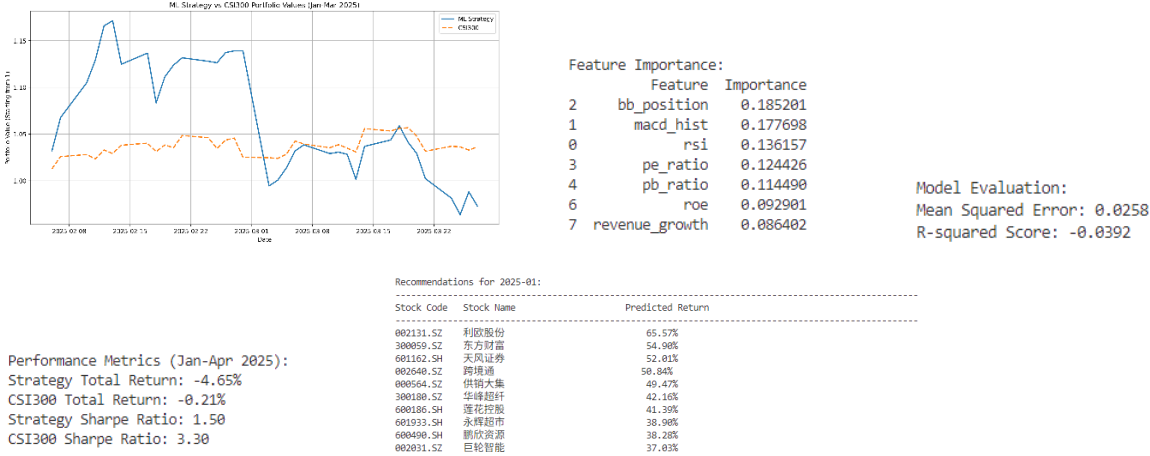 ML Strategy vs CSI300 Portfolio Values (Jan-Mar 2025)
ML Strategy
CSI300
1.15
1.10
1.05
1.00
Portfolio Value (Starting from 1)
2025-02-08
2025-02-15
2025-02-22
2025-03-01
2025-03-08
2025-03-15
2025-03-22
Date
Feature Importance:
Feature Importance
2 bb_position 0.185201
1 macd_hist 0.177698
0 rsi 0.136157
3 pe_ratio 0.124426
4 pb_ratio 0.114490
6 roe 0.092901
7 revenue_growth 0.086402
Model Evaluation:
Mean Squared Error: 0.0258
R-squared Score: -0.0392
Recommendations for 2025-01:
Stock Code Stock Name Predicted Return
002131.SZ 利欧股份 65.57%
300059.SZ 东方财富 54.90%
601162.SH 天风证券 52.01%
002640.SZ 跨境通 50.84%
000564.SZ 供销大集 49.47%
300180.SZ 华峰超纤 42.16%
600186.SH 莲花控股 41.39%
601933.SH 永辉超市 38.90%
600490.SH 鹏欣资源 38.28%
002031.SZ 巨轮智能 37.03%
Performance Metrics (Jan-Apr 2025):
Strategy Total Return: -4.65%
CSI300 Total Return: -0.21%
Strategy Sharpe Ratio: 1.50
CSI300 Sharpe Ratio: 3.30